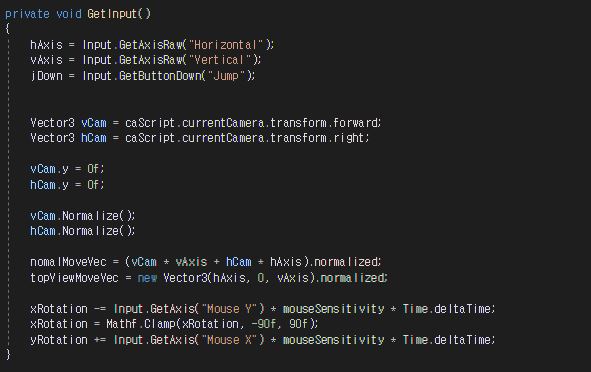 private void GetInput()
{
hAxis = Input.GetAxisRaw("Horizontal");
vAxis = Input.GetAxisRaw("Vertical");
jDown = Input.GetButtonDown("Jump");
Vector3 vCam = caScript.currentCamera.transform.forward;
Vector3 hCam = caScript.currentCamera.transform.right;
vCam.y = 0f;
hCam.y = 0f;
vCam.Normalize();
hCam.Normalize();
nomalMoveVec = (vCam * vAxis + hCam * hAxis).normalized;
topViewMoveVec = new Vector3(hAxis, 0, vAxis).normalized;
xRotation -= Input.GetAxis("Mouse Y") * mouseSensitivity * Time.deltaTime;
xRotation = Mathf.Clamp(xRotation, -90f, 90f);
yRotation += Input.GetAxis("Mouse X") * mouseSensitivity * Time.deltaTime;
}